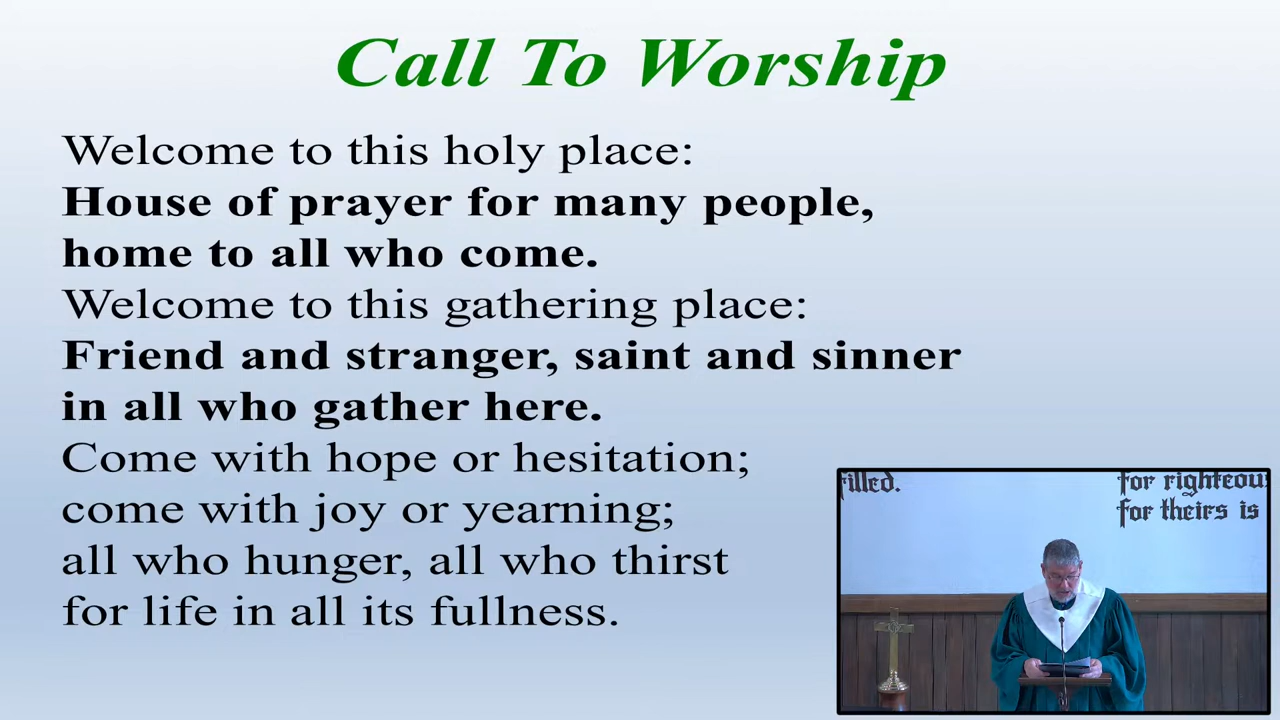 Call To Worship
Welcome to this holy place:
House of prayer for many people,
home to all who come.
Welcome to this gathering place:
Friend and stranger, saint and sinner
in all who gather here.
Come with hope or hesitation;
come with joy or yearning;
all who hunger, all who thirst
for life in all its fullness.
filled.
for righteou
for theirs is